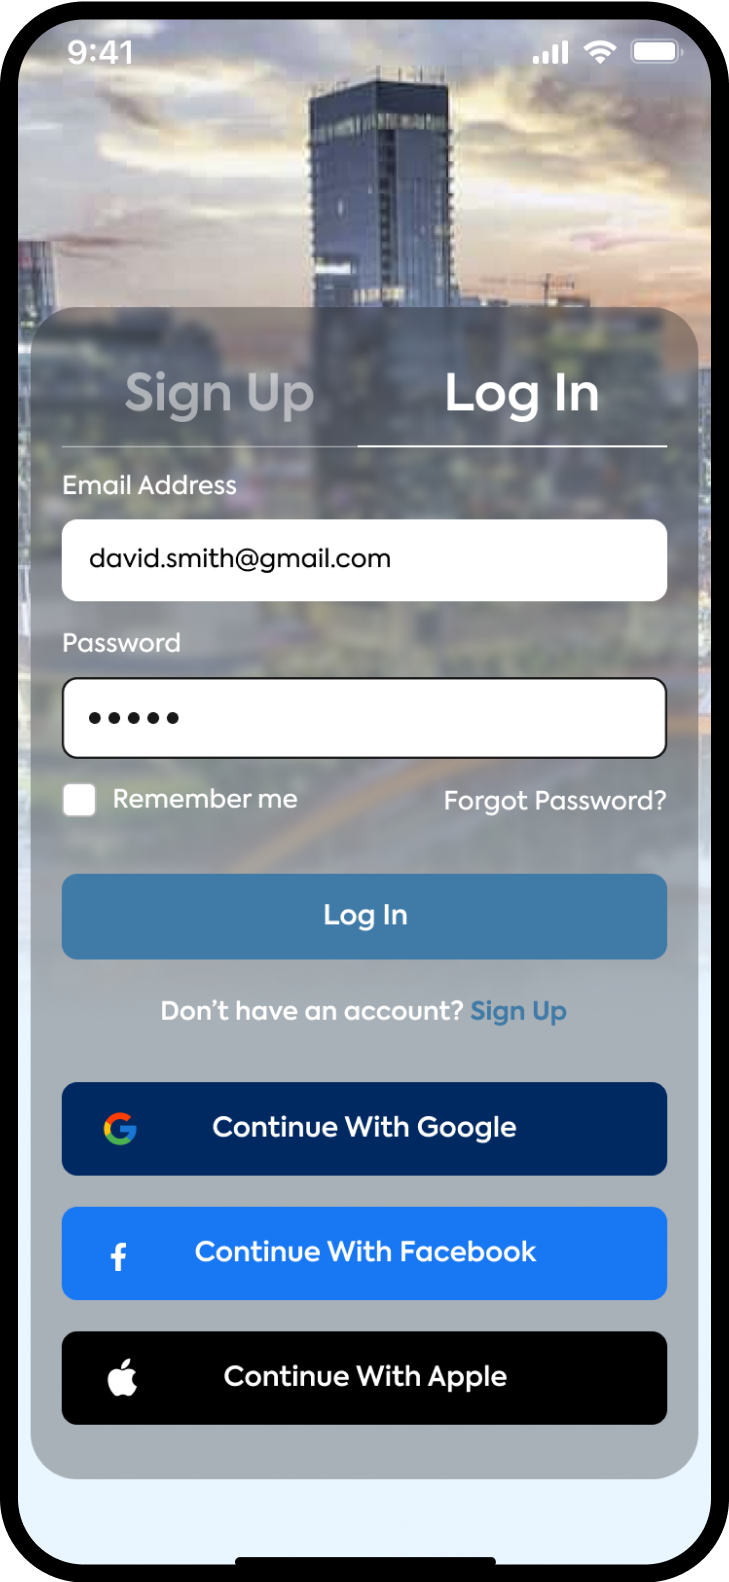 9:41
Sign Up Log In
Email Address
david.smith@gmail.com
Password
•••••
Remember me Forgot Password?
Log In
Don’t have an account? Sign Up
Continue With Google
Continue With Facebook
Continue With Apple